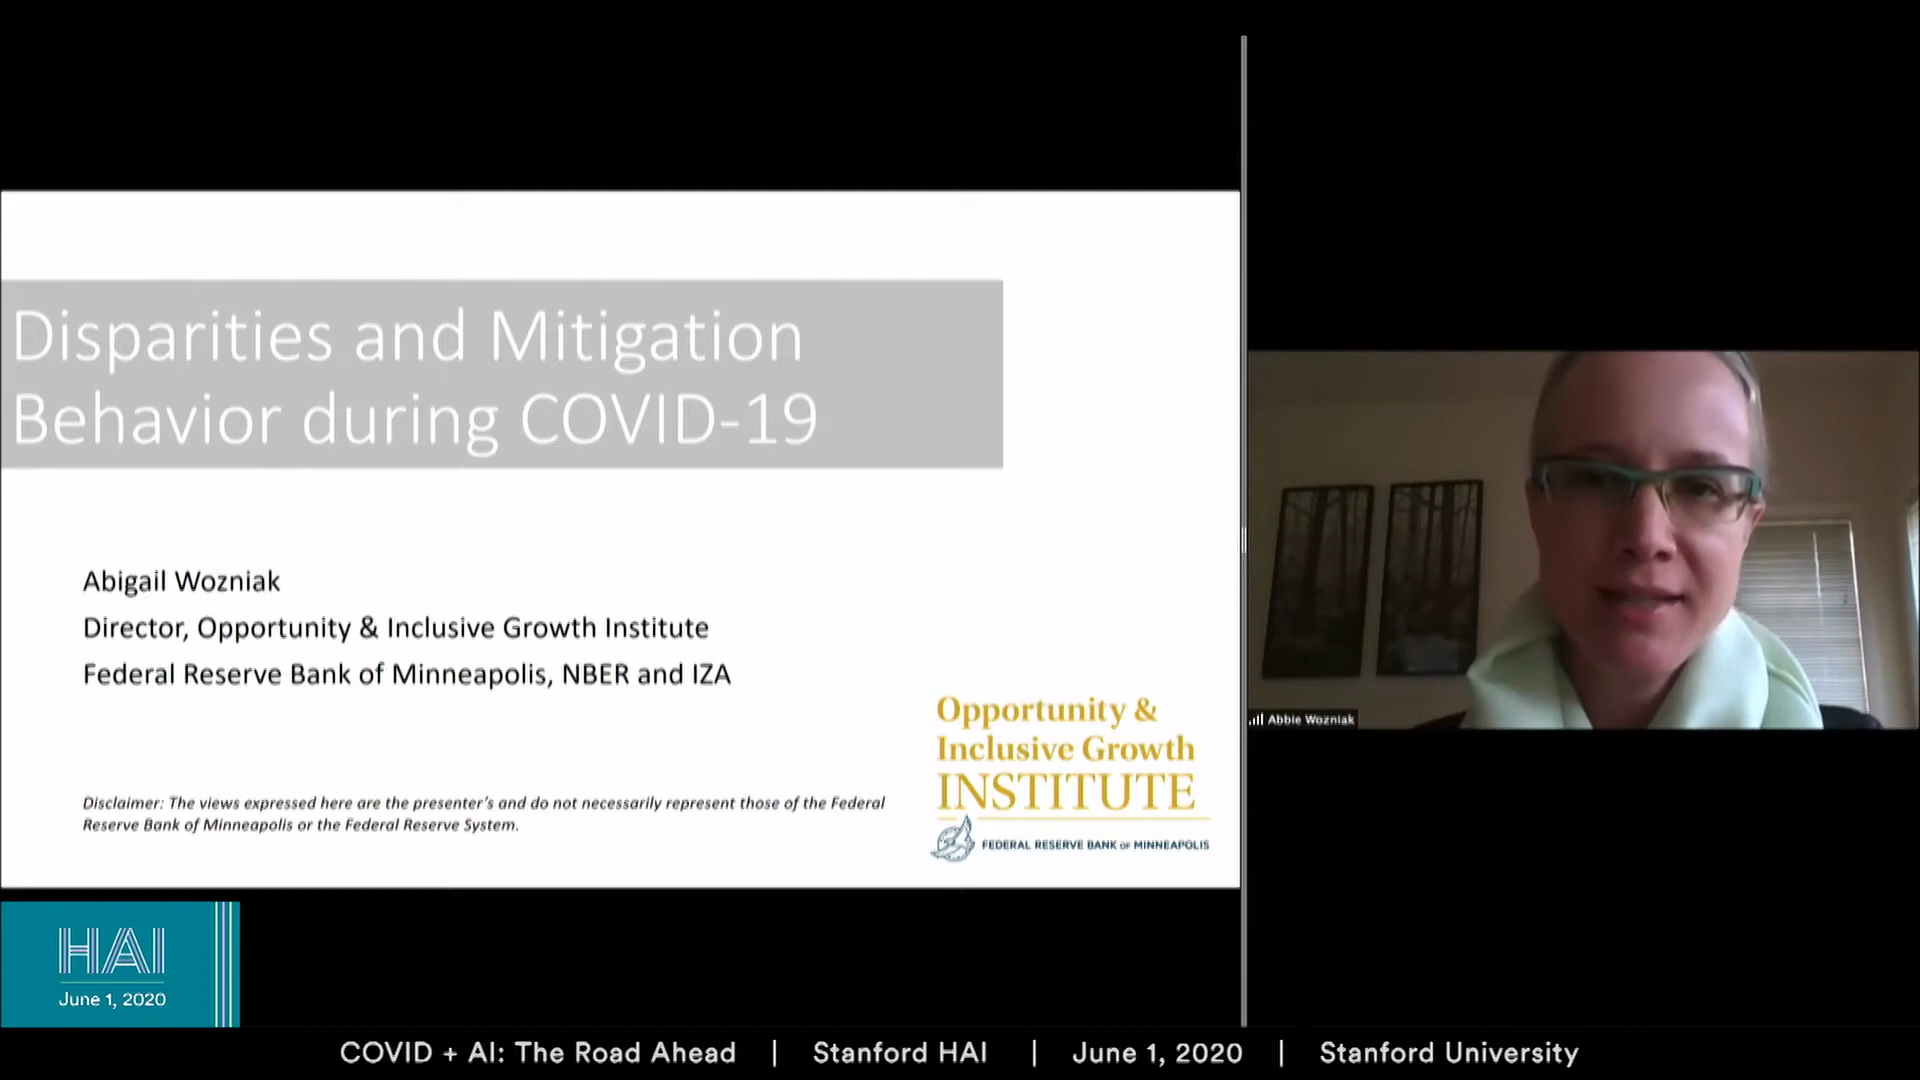 Disparities and Mitigation
Behavior during COVID-19
Abigail Wozniak
Director, Opportunity & Inclusive Growth Institute
Federal Reserve Bank of Minneapolis, NBER and IZA
Disclaimer: The views expressed here are the presenter's and do not necessarily represent those of the Federal
Reserve Bank of Minneapolis or the Federal Reserve System.
Opportunity &
Inclusive Growth
INSTITUTE
FEDERAL RESERVE BANK OF MINNEAPOLIS
Abbie Wozniak
HAI
June 1, 2020
COVID + AI: The Road Ahead | Stanford HAI | June 1, 2020 | Stanford University